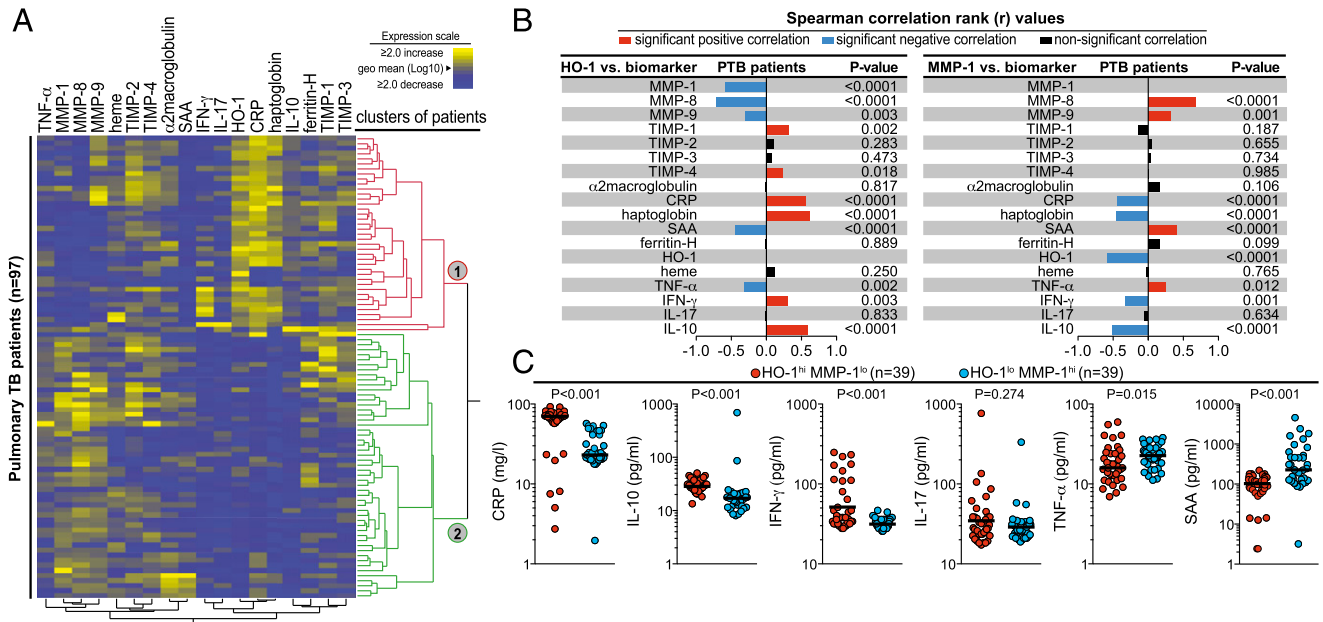 A
Expression scale
≥2.0 increase
geo mean (Log10)
≥2.0 decrease
TNF-α
MMP-1
MMP-8
MMP-9
heme
TIMP-2
TIMP-4
α2macroglobulin
SAA
IFN-γ
IL-17
HO-1
CRP
haptoglobin
IL-10
ferritin-H
TIMP-1
TIMP-3
clusters of patients
Pulmonary TB patients (n=97)
1
2
B
Spearman correlation rank (r) values
significant positive correlation significant negative correlation non-significant correlation
HO-1 vs. biomarker PTB patients P-value
MMP-1 <0.0001
MMP-8 <0.0001
MMP-9 0.003
TIMP-1 0.002
TIMP-2 0.283
TIMP-3 0.473
TIMP-4 0.018
α2macroglobulin 0.817
CRP <0.0001
haptoglobin <0.0001
SAA <0.0001
ferritin-H 0.889
HO-1
heme 0.250
TNF-α 0.002
IFN-γ 0.003
IL-17 0.833
IL-10 <0.0001
-1.0 -0.5 0.0 0.5 1.0
MMP-1 vs. biomarker PTB patients P-value
MMP-1
MMP-8 <0.0001
MMP-9 0.001
TIMP-1 0.187
TIMP-2 0.655
TIMP-3 0.734
TIMP-4 0.985
α2macroglobulin 0.106
CRP <0.0001
haptoglobin <0.0001
SAA <0.0001
ferritin-H 0.099
HO-1 <0.0001
heme 0.765
TNF-α 0.012
IFN-γ 0.001
IL-17 0.634
IL-10 <0.0001
-1.0 -0.5 0.0 0.5 1.0
C
HO-1hi MMP-1lo (n=39) HO-1lo MMP-1hi (n=39)
P<0.001
CRP (mg/l)
100
10
1
P<0.001
IL-10 (pg/ml)
1000
100
10
1
P<0.001
IFN-γ (pg/ml)
1000
100
10
P=0.274
IL-17 (pg/ml)
1000
100
10
P=0.015
TNF-α (pg/ml)
100
10
1
P<0.001
SAA (pg/ml)
10000
1000
100
10
1